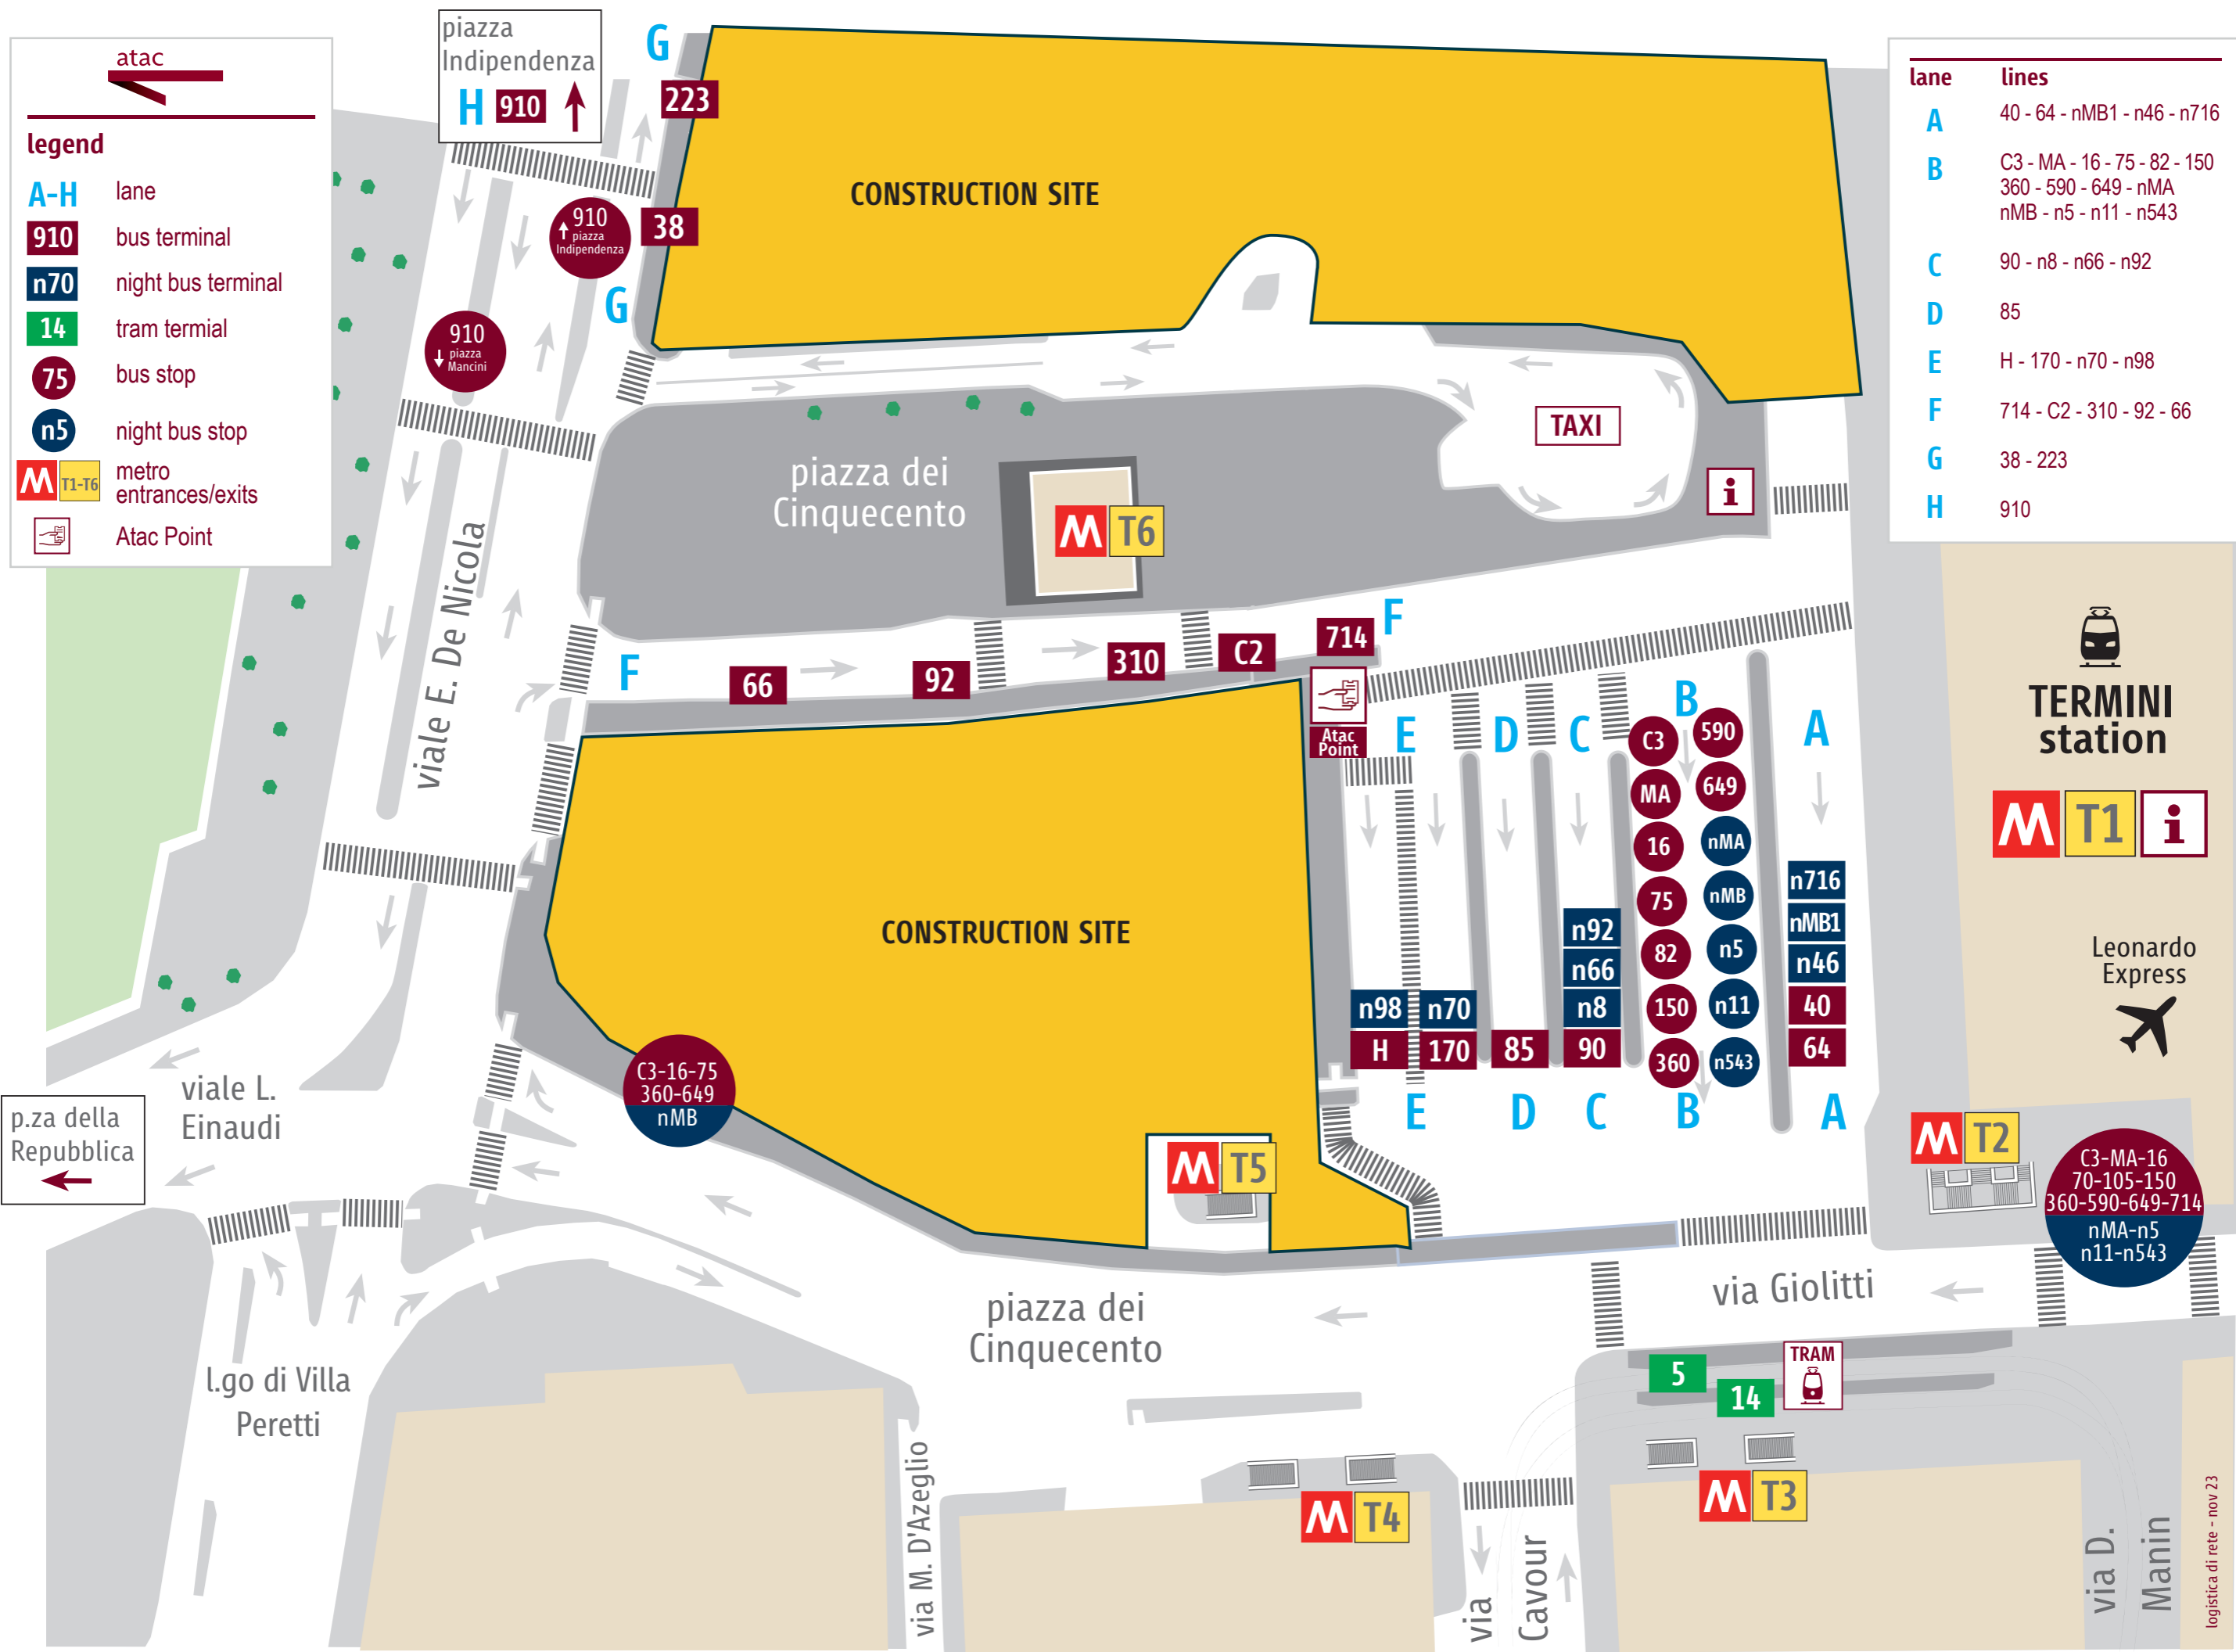 atac
legend
A-H lane
910 bus terminal
n70 night bus terminal
14 tram termial
75 bus stop
n5 night bus stop
M T1-T6 metro
entrances/exits
Atac Point
piazza
Indipendenza
H 910
G
223
38
G
910
piazza
Indipendenza
910
piazza
Mancini
CONSTRUCTION SITE
lane lines
A 40 - 64 - nMB1 - n46 - n716
B C3 - MA - 16 - 75 - 82 - 150
360 - 590 - 649 - nMA
nMB - n5 - n11 - n543
C 90 - n8 - n66 - n92
D 85
E H - 170 - n70 - n98
F 714 - C2 - 310 - 92 - 66
G 38 - 223
H 910
TAXI
i
piazza dei
Cinquecento
M T6
viale E. De Nicola
F
66
92
310
C2
714
F
Atac
Point
E
D
C
B
A
C3
590
MA
649
16
nMA
75
nMB
82
n5
150
n11
360
n543
n716
nMB1
n46
40
64
n92
n66
n8
90
85
n98
n70
H
170
E
D
C
B
A
TERMINI
station
M T1 i
Leonardo
Express
CONSTRUCTION SITE
C3-16-75
360-649
nMB
viale L.
Einaudi
p.za della
Repubblica
M T5
M T2
C3-MA-16
70-105-150
360-590-649-714
nMA-n5
n11-n543
via Giolitti
piazza dei
Cinquecento
l.go di Villa
Peretti
5
14
TRAM
M T4
M T3
via M. D'Azeglio
via
Cavour
via D.
Manin
logistica di rete - nov 23